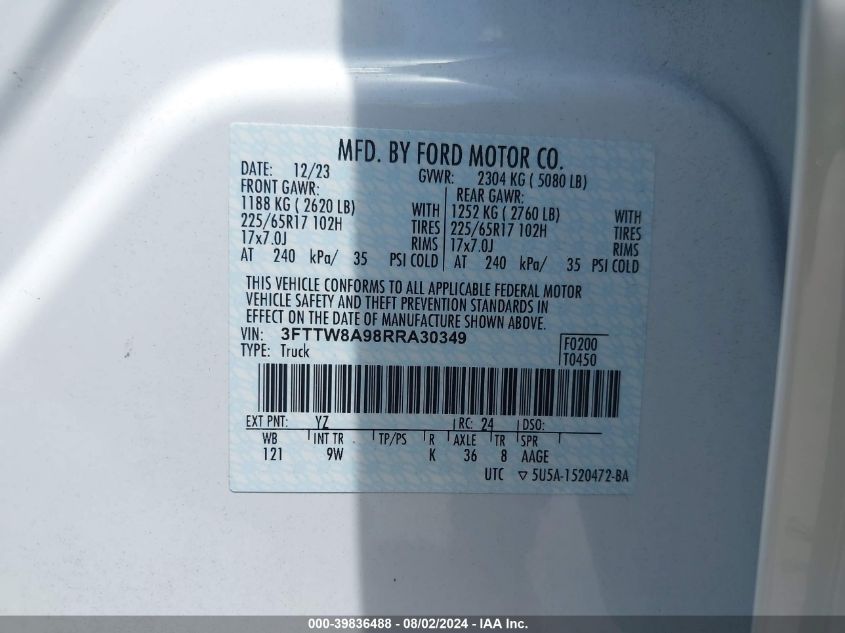 MFD. BY FORD MOTOR CO.
DATE: 12/23 GVWR: 2304 KG ( 5080 LB)
FRONT GAWR: REAR GAWR:
1188 KG ( 2620 LB) WITH 1252 KG ( 2760 LB) WITH
225/65R17 102H TIRES 225/65R17 102H TIRES
17x7.0J RIMS 17x7.0J RIMS
AT 240 kPa/ 35 PSI COLD AT 240 kPa/ 35 PSI COLD
THIS VEHICLE CONFORMS TO ALL APPLICABLE FEDERAL MOTOR
VEHICLE SAFETY AND THEFT PREVENTION STANDARDS IN
EFFECT ON THE DATE OF MANUFACTURE SHOWN ABOVE.
VIN: 3FTTW8A98RRA30349 F0200
TYPE: Truck T0450
EXT PNT: YZ RC: 24 DSO:
WB INT TR TP/PS R AXLE TR SPR
121 9W K 36 8 AAGE
UTC ▽ 5U5A-1520472-BA
000-39836488 - 08/02/2024 - IAA Inc.